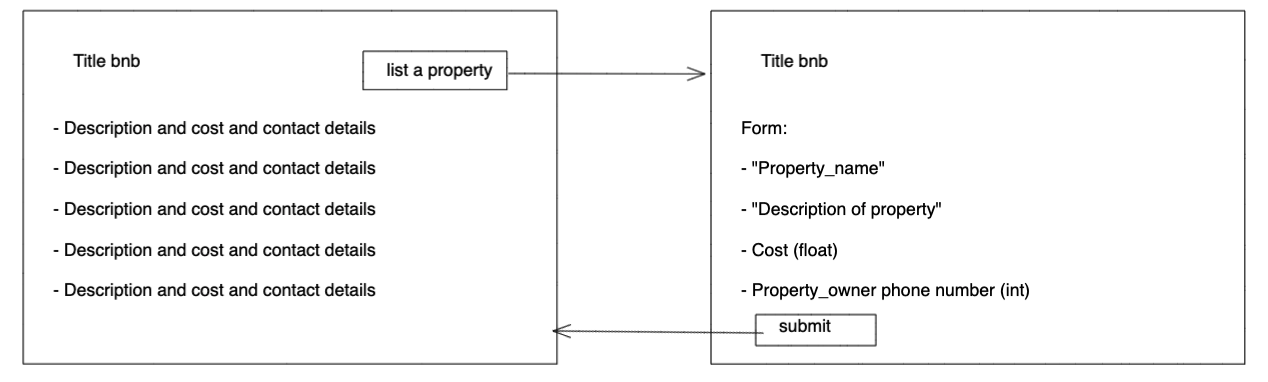 Title bnb
list a property
- Description and cost and contact details
- Description and cost and contact details
- Description and cost and contact details
- Description and cost and contact details
- Description and cost and contact details
Title bnb
Form:
- "Property_name"
- "Description of property"
- Cost (float)
- Property_owner phone number (int)
submit